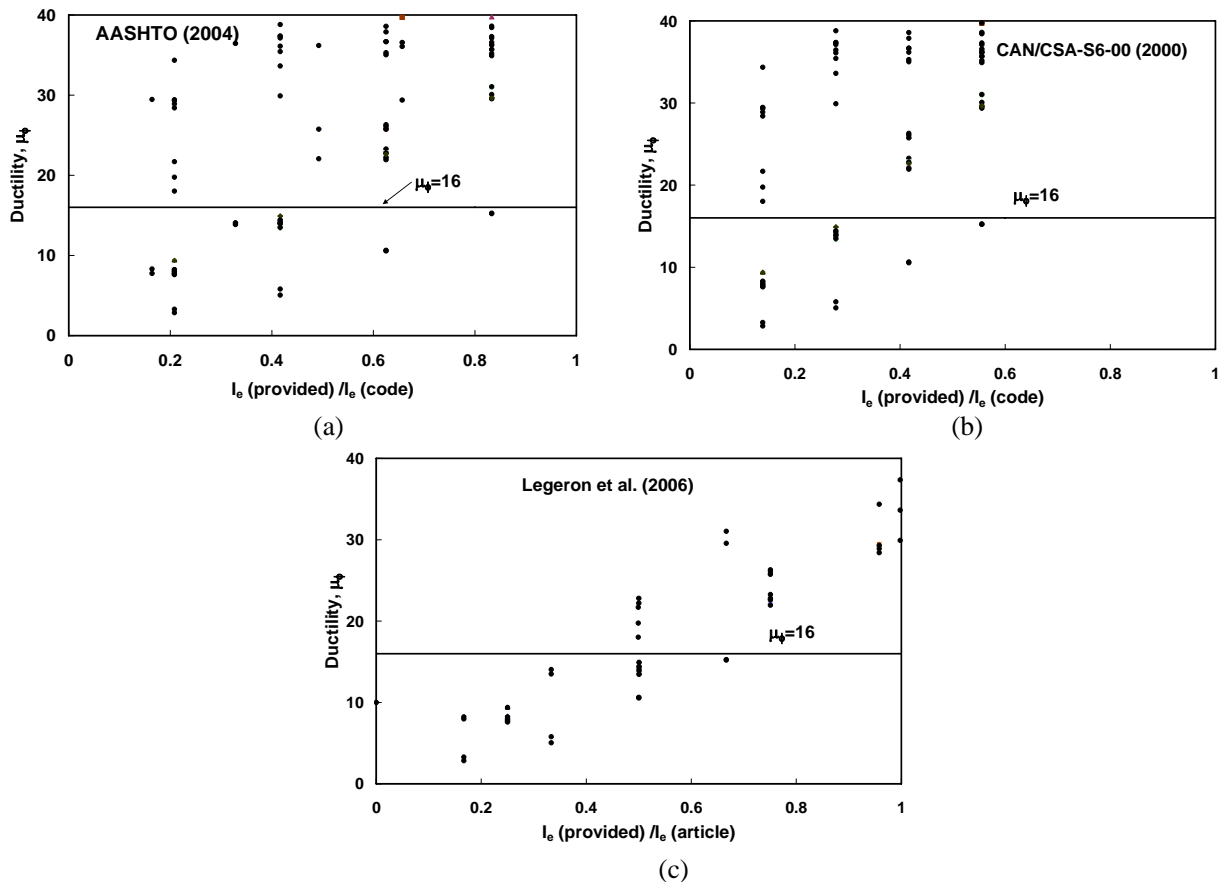 40
30
20
10
0
Ductility, μφ
AASHTO (2004)
μφ=16
0 0.2 0.4 0.6 0.8 1
Ie (provided) /Ie (code)
(a)
40
30
20
10
0
Ductility, μφ
CAN/CSA-S6-00 (2000)
μφ=16
0 0.2 0.4 0.6 0.8 1
Ie (provided) /Ie (code)
(b)
40
30
20
10
0
Ductility, μφ
Legeron et al. (2006)
μφ=16
0 0.2 0.4 0.6 0.8 1
Ie (provided) /Ie (article)
(c)